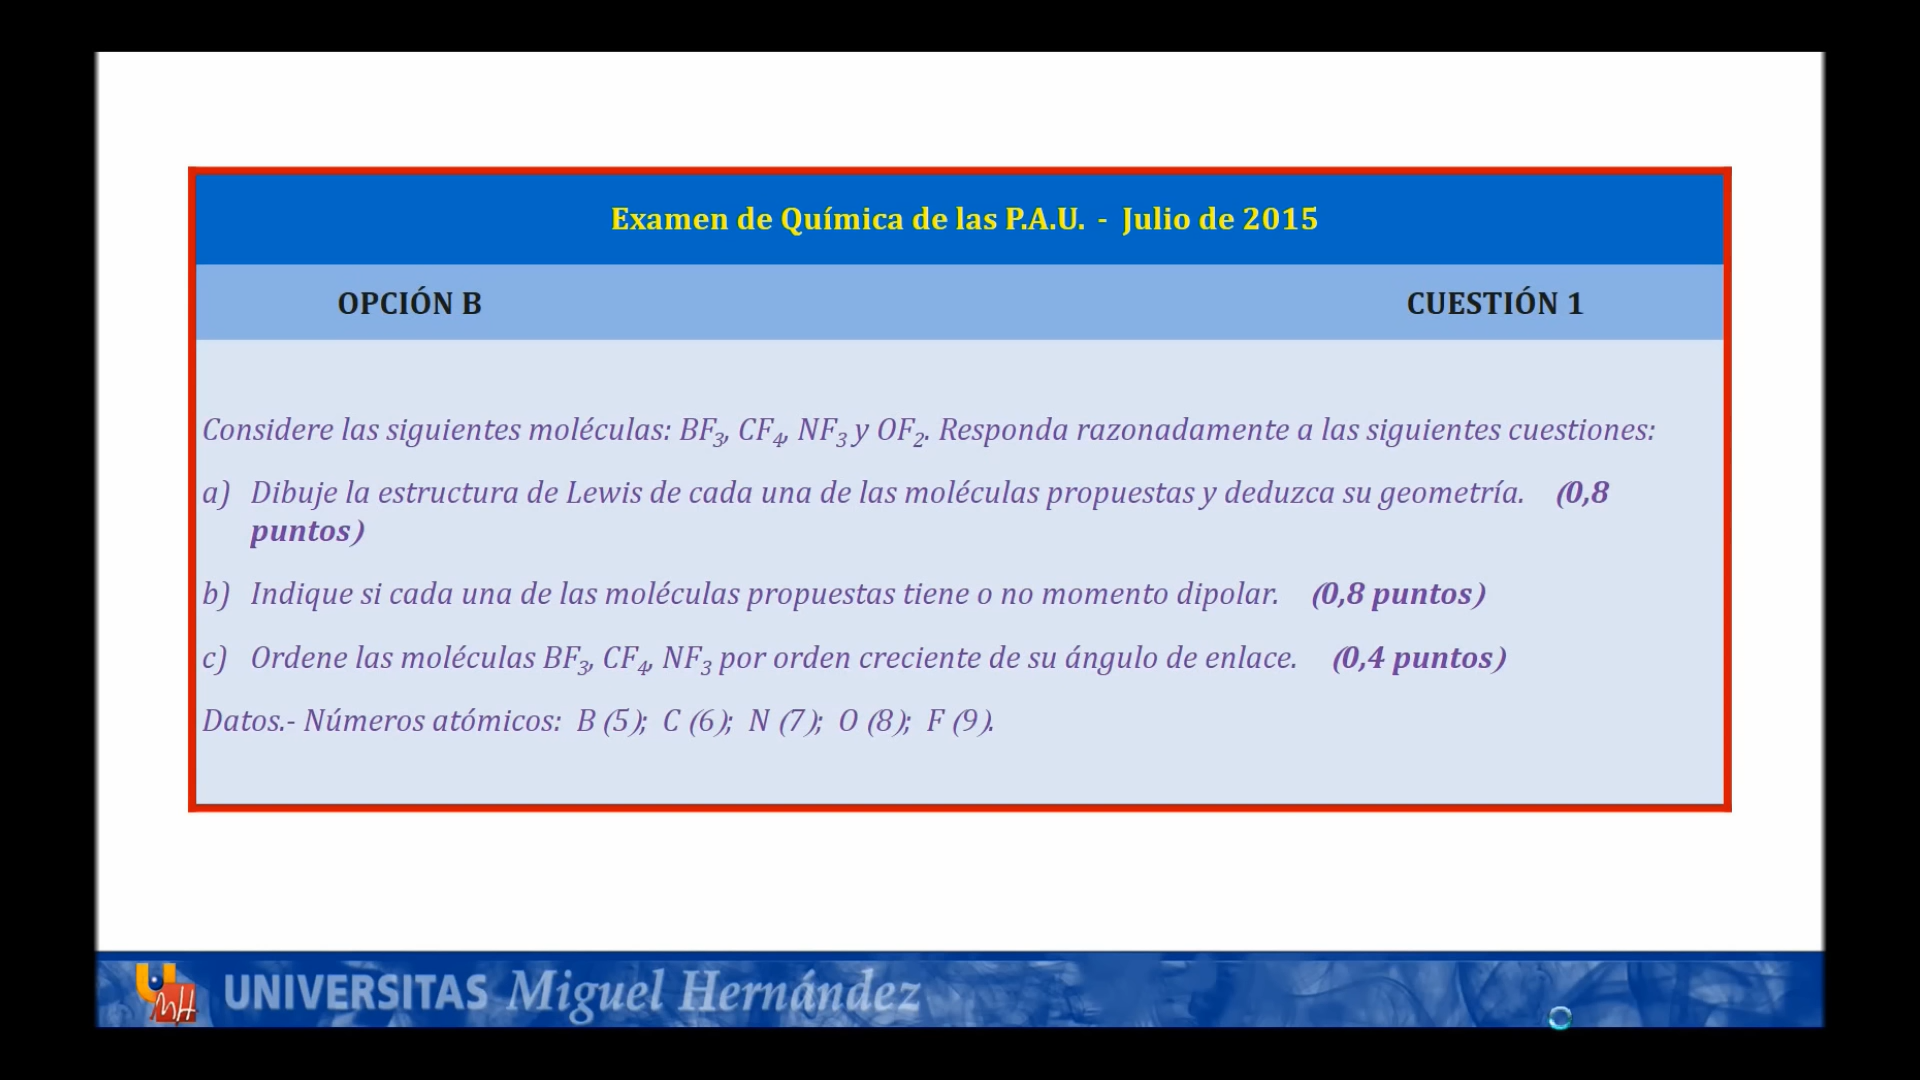 Examen de Química de las P.A.U. - Julio de 2015
OPCIÓN B CUESTIÓN 1
Considere las siguientes moléculas: BF₃, CF₄, NF₃ y OF₂. Responda razonadamente a las siguientes cuestiones:
a) Dibuje la estructura de Lewis de cada una de las moléculas propuestas y deduzca su geometría. (0,8
puntos)
b) Indique si cada una de las moléculas propuestas tiene o no momento dipolar. (0,8 puntos)
c) Ordene las moléculas BF₃, CF₄, NF₃ por orden creciente de su ángulo de enlace. (0,4 puntos)
Datos.- Números atómicos: B (5); C (6); N (7); O (8); F (9).
UNIVERSITAS Miguel Hernández